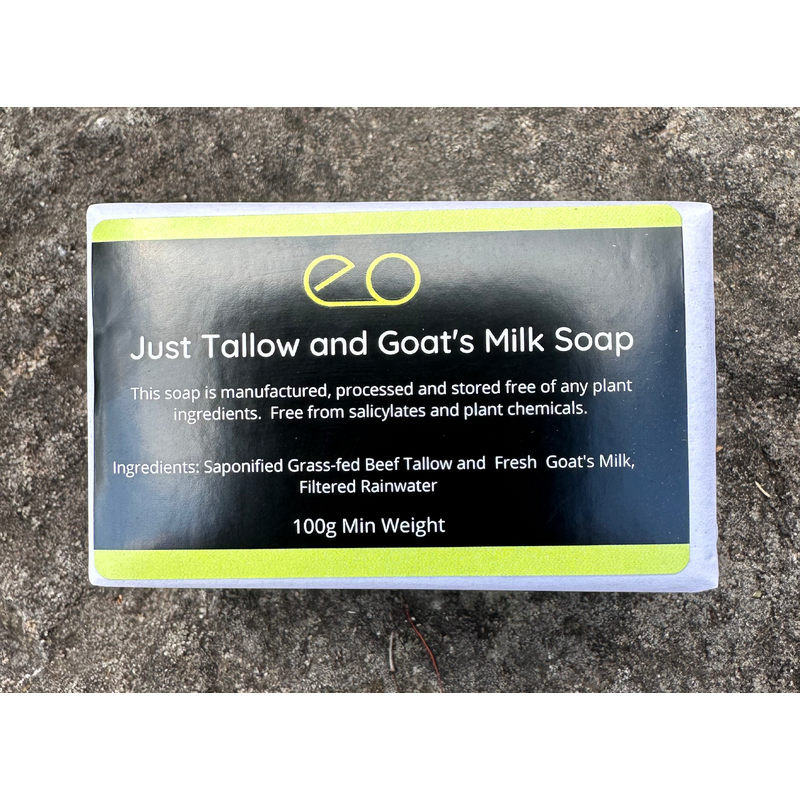 eo
Just Tallow and Goat's Milk Soap
This soap is manufactured, processed and stored free of any plant
ingredients.  Free from salicylates and plant chemicals.
Ingredients: Saponified Grass-fed Beef Tallow and  Fresh  Goat's Milk,
Filtered Rainwater
100g Min Weight